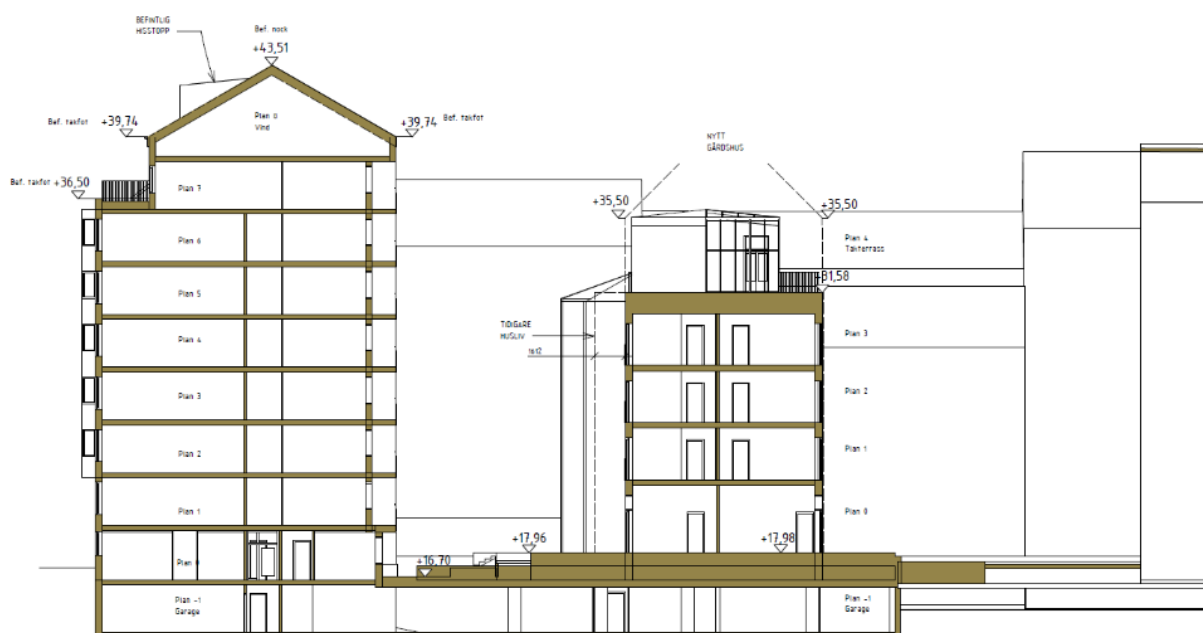 BEFINTLIG
HISSTOPP
Bef. nock
+43,51
Bef. takfot
+39,74
Plan 0
Vind
+39,74
Bef. takfot
Bef. takfot
+36,50
Plan 7
Plan 6
Plan 5
Plan 4
Plan 3
Plan 2
Plan 1
Plan -1
Garage
+16,70
+17,96
NYTT
GÅRDSHUS
+35,50
+35,50
Plan 4
Takterrass
+31,58
TIDIGARE
HUSLIV
Plan 3
Plan 2
Plan 1
Plan 0
+17,98
Plan -1
Garage